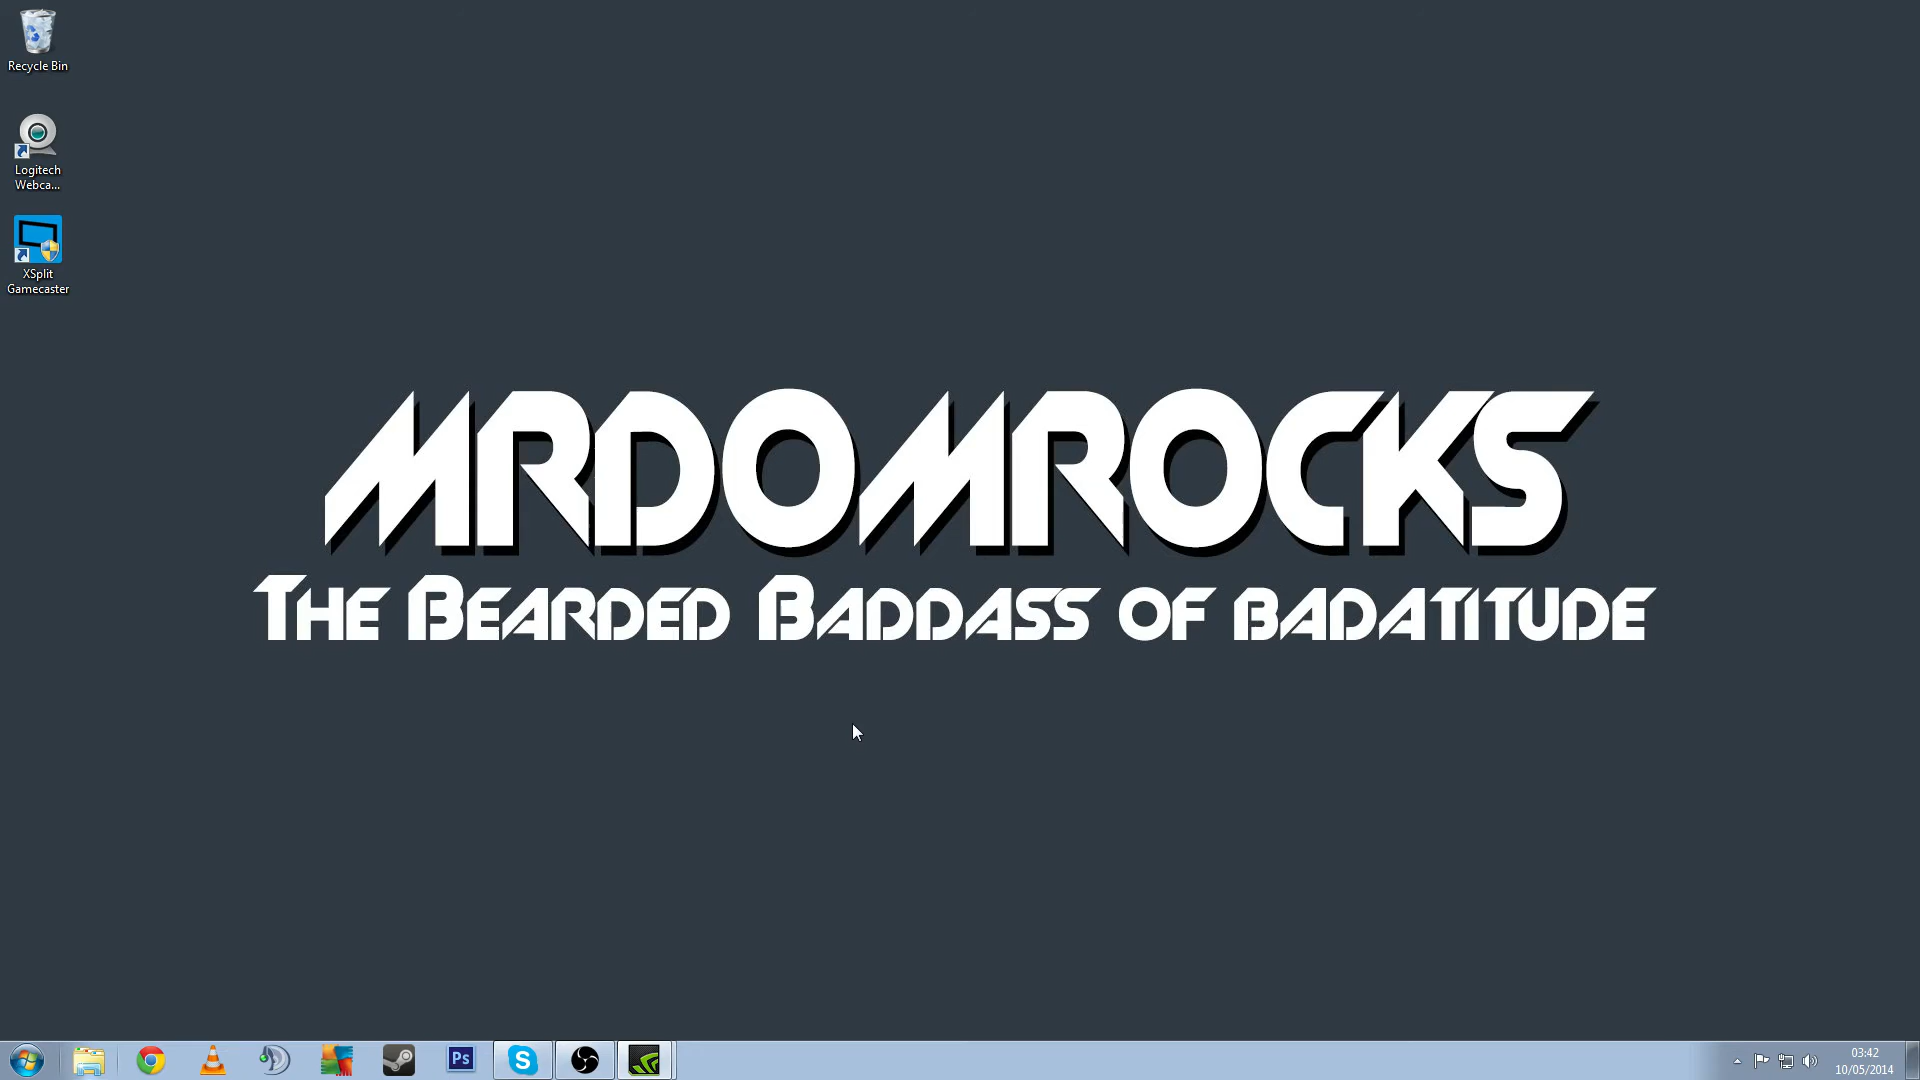 Recycle Bin
Logitech
Webca...
XSplit
Gamecaster
MRDOMROCKS
The Bearded Baddass of badatitude
Ps
03:42
10/05/2014